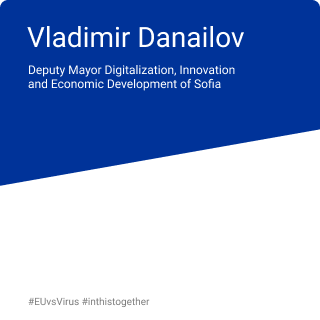 Vladimir Danailov
Deputy Mayor Digitalization, Innovation
and Economic Development of Sofia
#EUvsVirus #inthistogether